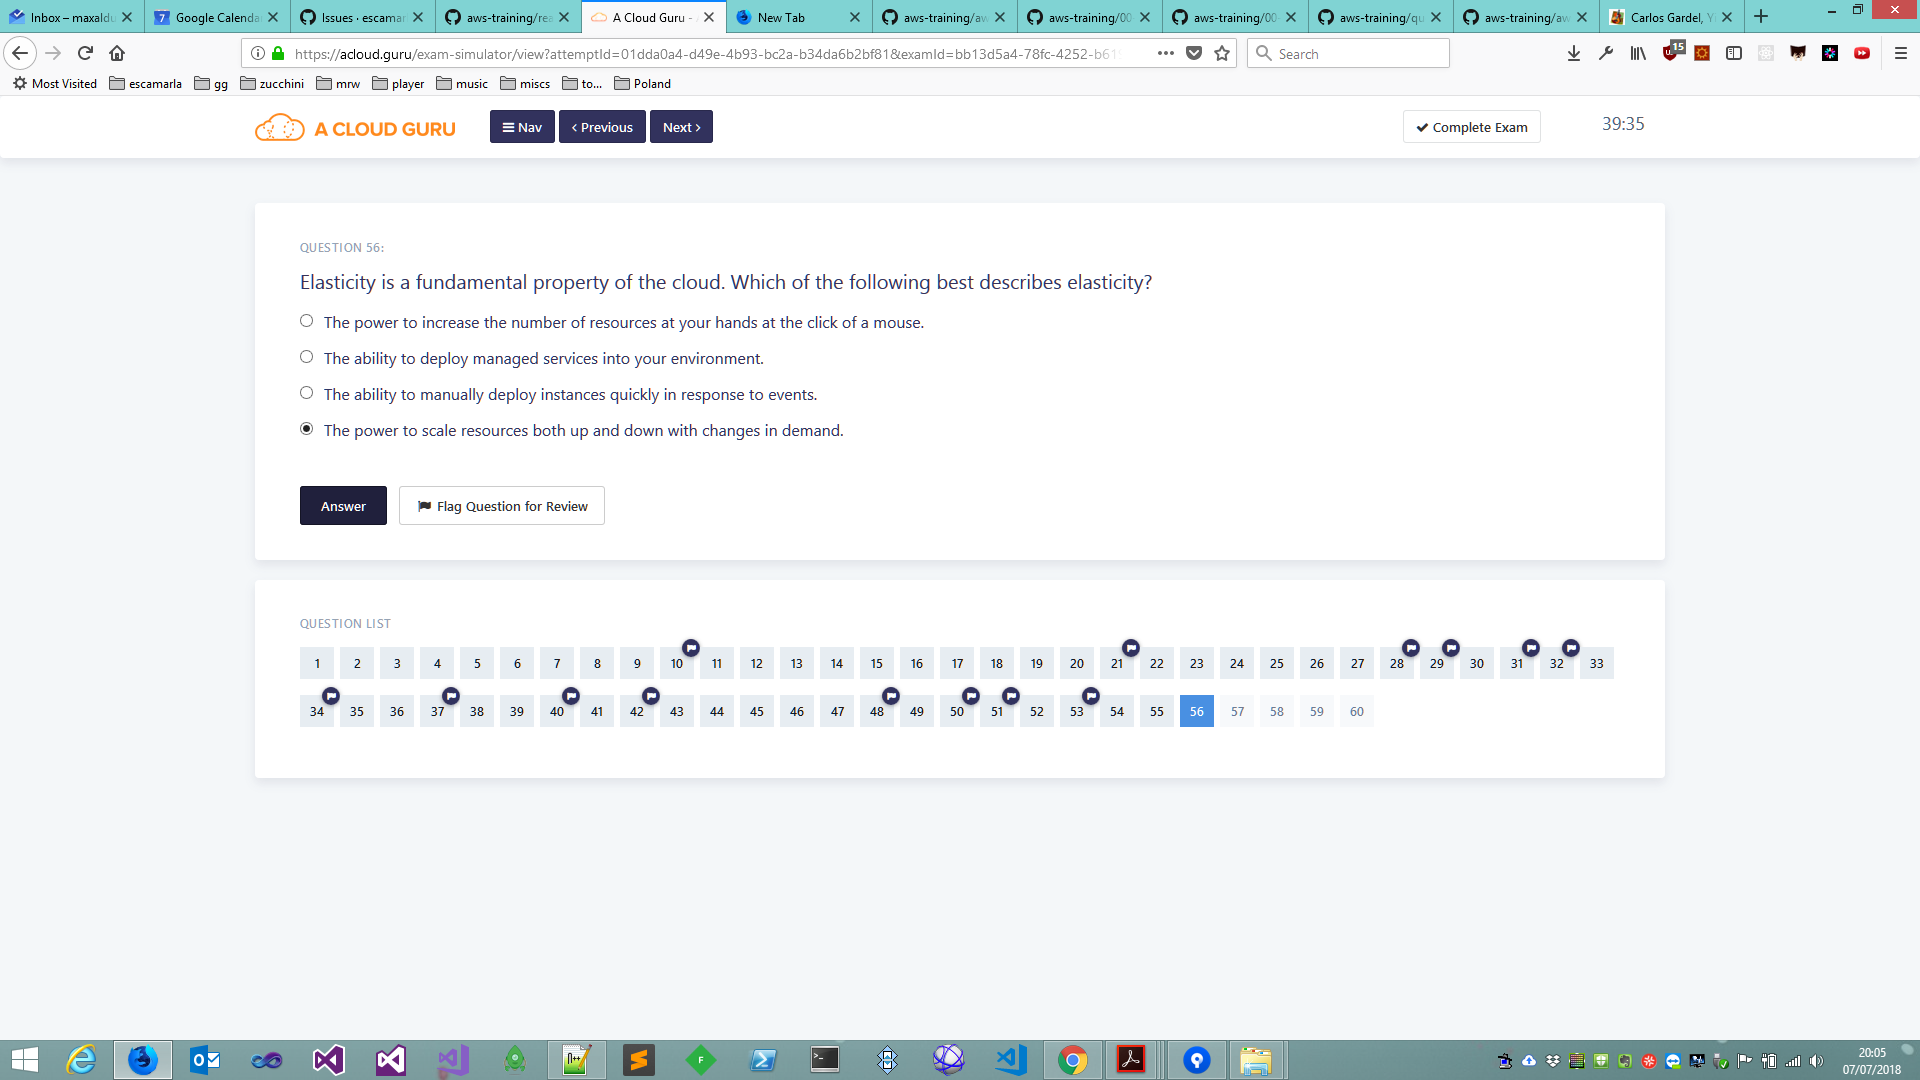 Inbox – maxaldu
Google Calenda
Issues · escamar
aws-training/rea
A Cloud Guru -
New Tab
aws-training/aw
aws-training/00
aws-training/00
aws-training/qu
aws-training/aw
Carlos Gardel, Y
https://acloud.guru/exam-simulator/view?attemptId=01dda0a4-d49e-4b93-bc2a-b34da6b2bf81&examId=bb13d5a4-78fc-4252-b61
Search
15
Most Visited escamarla gg zucchini mrw player music miscs to... Poland
A CLOUD GURU
Nav
Previous
Next
Complete Exam
39:35
QUESTION 56:
Elasticity is a fundamental property of the cloud. Which of the following best describes elasticity?
The power to increase the number of resources at your hands at the click of a mouse.
The ability to deploy managed services into your environment.
The ability to manually deploy instances quickly in response to events.
The power to scale resources both up and down with changes in demand.
Answer
Flag Question for Review
QUESTION LIST
1 2 3 4 5 6 7 8 9 10 11 12 13 14 15 16 17 18 19 20 21 22 23 24 25 26 27 28 29 30 31 32 33
34 35 36 37 38 39 40 41 42 43 44 45 46 47 48 49 50 51 52 53 54 55 56 57 58 59 60
20:05
07/07/2018